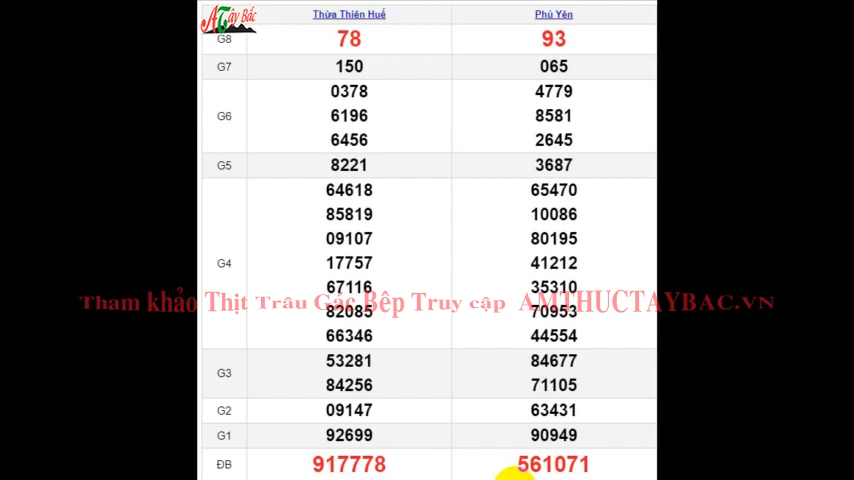 A Tây Bắc
Thừa Thiên Huế Phú Yên
G8 78 93
G7 150 065
0378 4779
G6 6196 8581
6456 2645
G5 8221 3687
64618 65470
85819 10086
09107 80195
G4 17757 41212
67116 35310
Tham khảo Thịt Trâu Gác Bếp Truy cập AMTHUCTAYBAC.VN
82085 70953
66346 44554
53281 84677
G3
84256 71105
G2 09147 63431
G1 92699 90949
ĐB 917778 561071